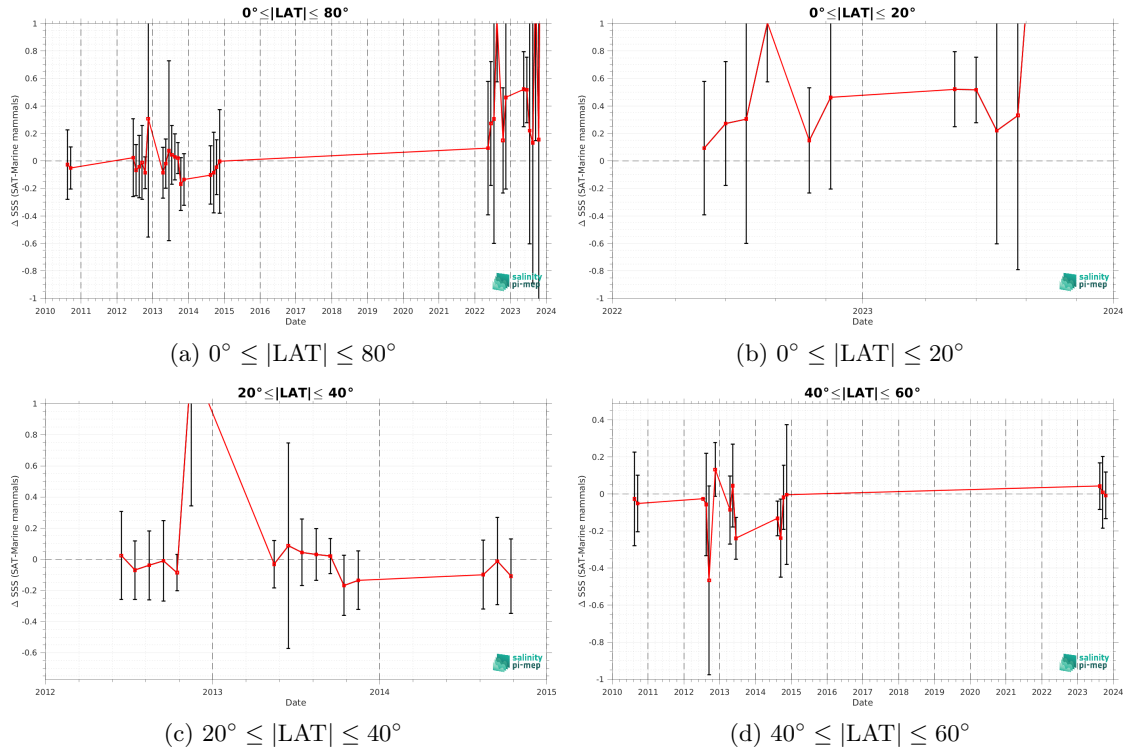 0°≤|LAT|≤ 80°
Δ SSS (SAT-Marine mammals)
1
0.8
0.6
0.4
0.2
0
-0.2
-0.4
-0.6
-0.8
-1
2010 2011 2012 2013 2014 2015 2016 2017 2018 2019 2020 2021 2022 2023 2024
Date
salinity
pi-mep
(a) 0° ≤ |LAT| ≤ 80°
0°≤|LAT|≤ 20°
Δ SSS (SAT-Marine mammals)
1
0.8
0.6
0.4
0.2
0
-0.2
-0.4
-0.6
-0.8
-1
2022 2023 2024
Date
salinity
pi-mep
(b) 0° ≤ |LAT| ≤ 20°
20°≤|LAT|≤ 40°
Δ SSS (SAT-Marine mammals)
1
0.8
0.6
0.4
0.2
0
-0.2
-0.4
-0.6
2012 2013 2014 2015
Date
salinity
pi-mep
(c) 20° ≤ |LAT| ≤ 40°
40°≤|LAT|≤ 60°
Δ SSS (SAT-Marine mammals)
0.4
0.2
0
-0.2
-0.4
-0.6
-0.8
-1
2010 2011 2012 2013 2014 2015 2016 2017 2018 2019 2020 2021 2022 2023 2024
Date
salinity
pi-mep
(d) 40° ≤ |LAT| ≤ 60°